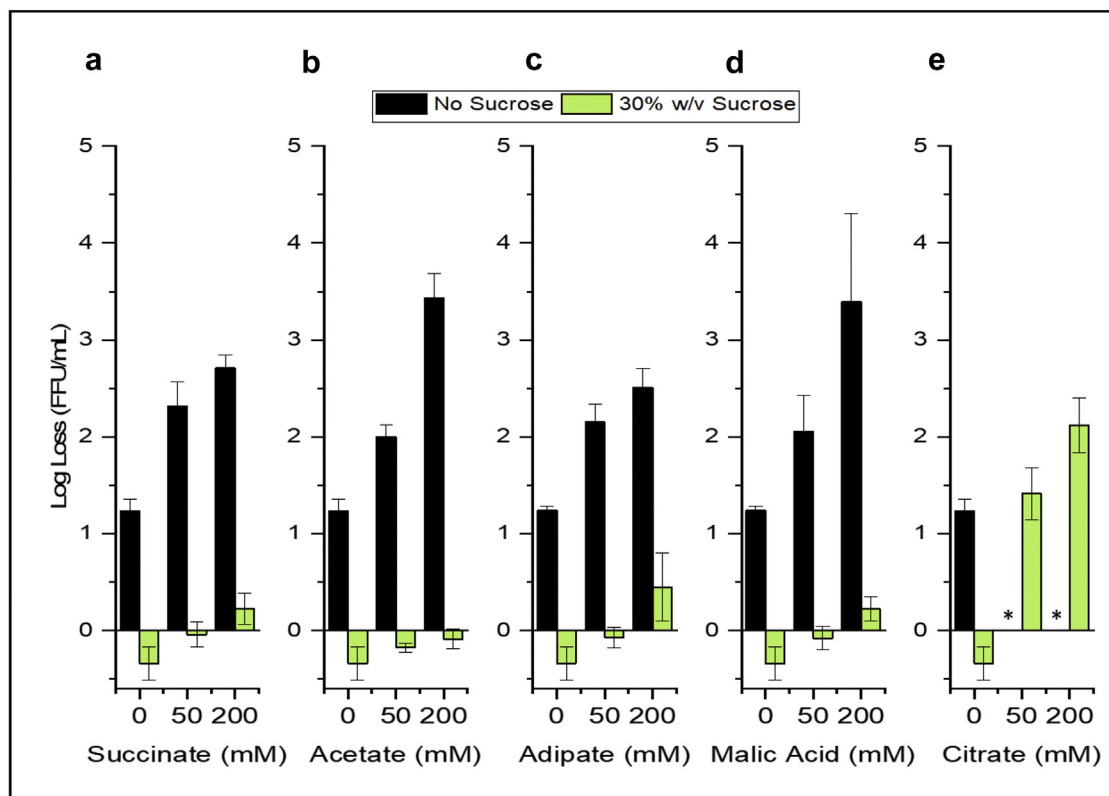 a b c d e
No Sucrose 30% w/v Sucrose
Log Loss (FFU/mL)
5 5 5 5 5
4 4 4 4 4
3 3 3 3 3
2 2 2 2 2
1 1 1 1 1
* *
0 0 0 0 0
0 50 200 0 50 200 0 50 200 0 50 200 0 50 200
Succinate (mM) Acetate (mM) Adipate (mM) Malic Acid (mM) Citrate (mM)